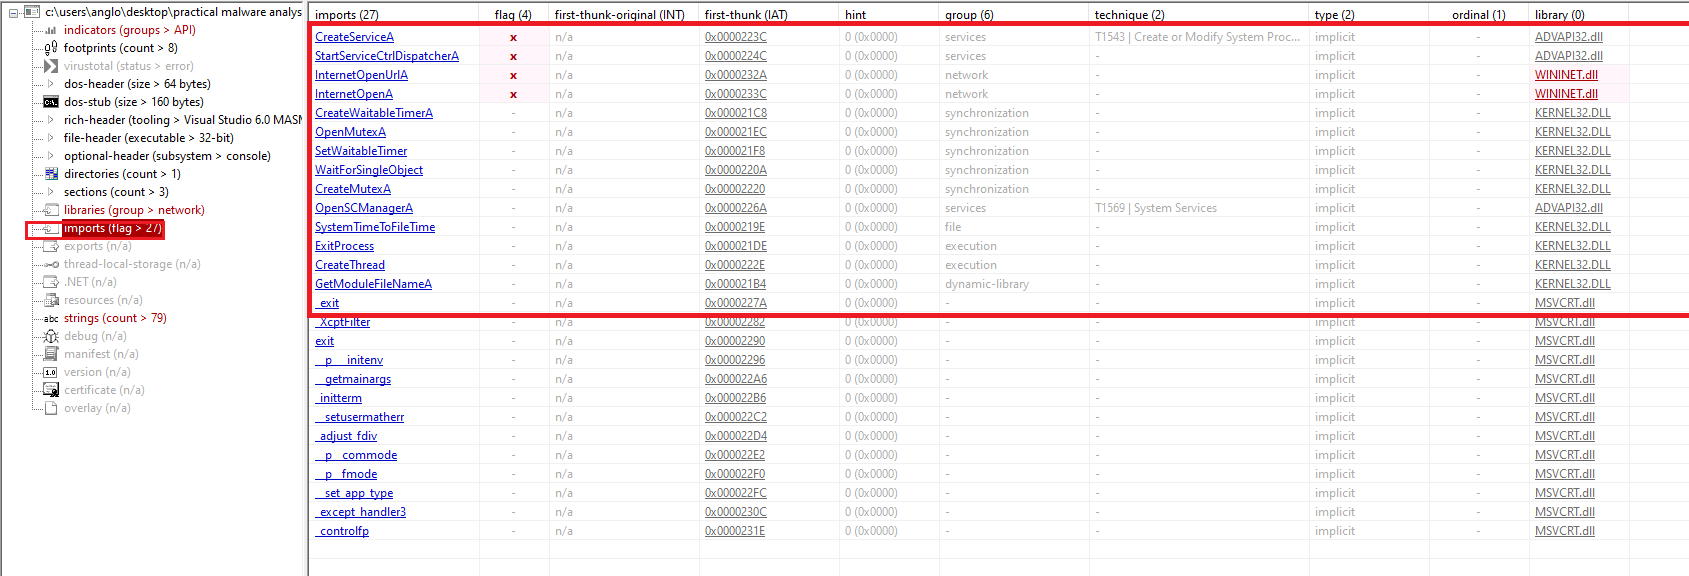 c:\users\anglo\desktop\practical malware analys
indicators (groups > API)
footprints (count > 8)
virustotal (status > error)
dos-header (size > 64 bytes)
dos-stub (size > 160 bytes)
rich-header (tooling > Visual Studio 6.0 MASM
file-header (executable > 32-bit)
optional-header (subsystem > console)
directories (count > 1)
sections (count > 3)
libraries (group > network)
imports (flag > 27)
exports (n/a)
thread-local-storage (n/a)
.NET (n/a)
resources (n/a)
abc strings (count > 79)
debug (n/a)
manifest (n/a)
1.0 version (n/a)
certificate (n/a)
overlay (n/a)
imports (27) flag (4) first-thunk-original (INT) first-thunk (IAT) hint group (6) technique (2) type (2) ordinal (1) library (0)
CreateServiceA x n/a 0x0000223C 0 (0x0000) services T1543 | Create or Modify System Proc... implicit - ADVAPI32.dll
StartServiceCtrlDispatcherA x n/a 0x0000224C 0 (0x0000) services - implicit - ADVAPI32.dll
InternetOpenUrlA x n/a 0x0000232A 0 (0x0000) network - implicit - WININET.dll
InternetOpenA x n/a 0x0000233C 0 (0x0000) network - implicit - WININET.dll
CreateWaitableTimerA - n/a 0x000021C8 0 (0x0000) synchronization - implicit - KERNEL32.DLL
OpenMutexA - n/a 0x000021EC 0 (0x0000) synchronization - implicit - KERNEL32.DLL
SetWaitableTimer - n/a 0x000021F8 0 (0x0000) synchronization - implicit - KERNEL32.DLL
WaitForSingleObject - n/a 0x0000220A 0 (0x0000) synchronization - implicit - KERNEL32.DLL
CreateMutexA - n/a 0x00002220 0 (0x0000) synchronization - implicit - KERNEL32.DLL
OpenSCManagerA - n/a 0x0000226A 0 (0x0000) services T1569 | System Services implicit - ADVAPI32.dll
SystemTimeToFileTime - n/a 0x0000219E 0 (0x0000) file - implicit - KERNEL32.DLL
ExitProcess - n/a 0x000021DE 0 (0x0000) execution - implicit - KERNEL32.DLL
CreateThread - n/a 0x0000222E 0 (0x0000) execution - implicit - KERNEL32.DLL
GetModuleFileNameA - n/a 0x000021B4 0 (0x0000) dynamic-library - implicit - KERNEL32.DLL
_exit - n/a 0x0000227A 0 (0x0000) - - implicit - MSVCRT.dll
_XcptFilter - n/a 0x00002282 0 (0x0000) - - implicit - MSVCRT.dll
exit - n/a 0x00002290 0 (0x0000) - - implicit - MSVCRT.dll
__p___initenv - n/a 0x00002296 0 (0x0000) - - implicit - MSVCRT.dll
__getmainargs - n/a 0x000022A6 0 (0x0000) - - implicit - MSVCRT.dll
_initterm - n/a 0x000022B6 0 (0x0000) - - implicit - MSVCRT.dll
__setusermatherr - n/a 0x000022C2 0 (0x0000) - - implicit - MSVCRT.dll
_adjust_fdiv - n/a 0x000022D4 0 (0x0000) - - implicit - MSVCRT.dll
__p__commode - n/a 0x000022E2 0 (0x0000) - - implicit - MSVCRT.dll
__p__fmode - n/a 0x000022F0 0 (0x0000) - - implicit - MSVCRT.dll
__set_app_type - n/a 0x000022FC 0 (0x0000) - - implicit - MSVCRT.dll
_except_handler3 - n/a 0x0000230C 0 (0x0000) - - implicit - MSVCRT.dll
_controlfp - n/a 0x0000231E 0 (0x0000) - - implicit - MSVCRT.dll